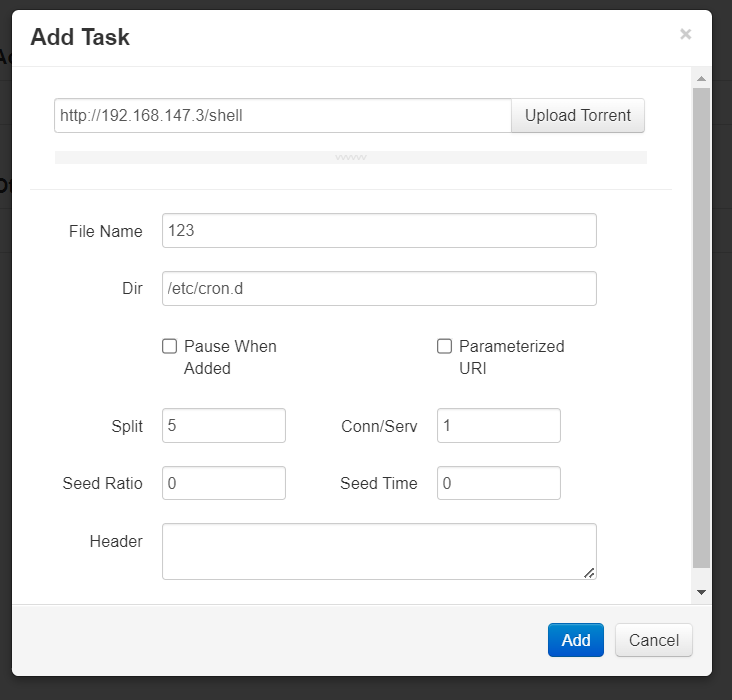 Add Task
×
http://192.168.147.3/shell
Upload Torrent
File Name
123
Dir
/etc/cron.d
Pause When
Added
Parameterized
URI
Split
5
Conn/Serv
1
Seed Ratio
0
Seed Time
0
Header
Add
Cancel